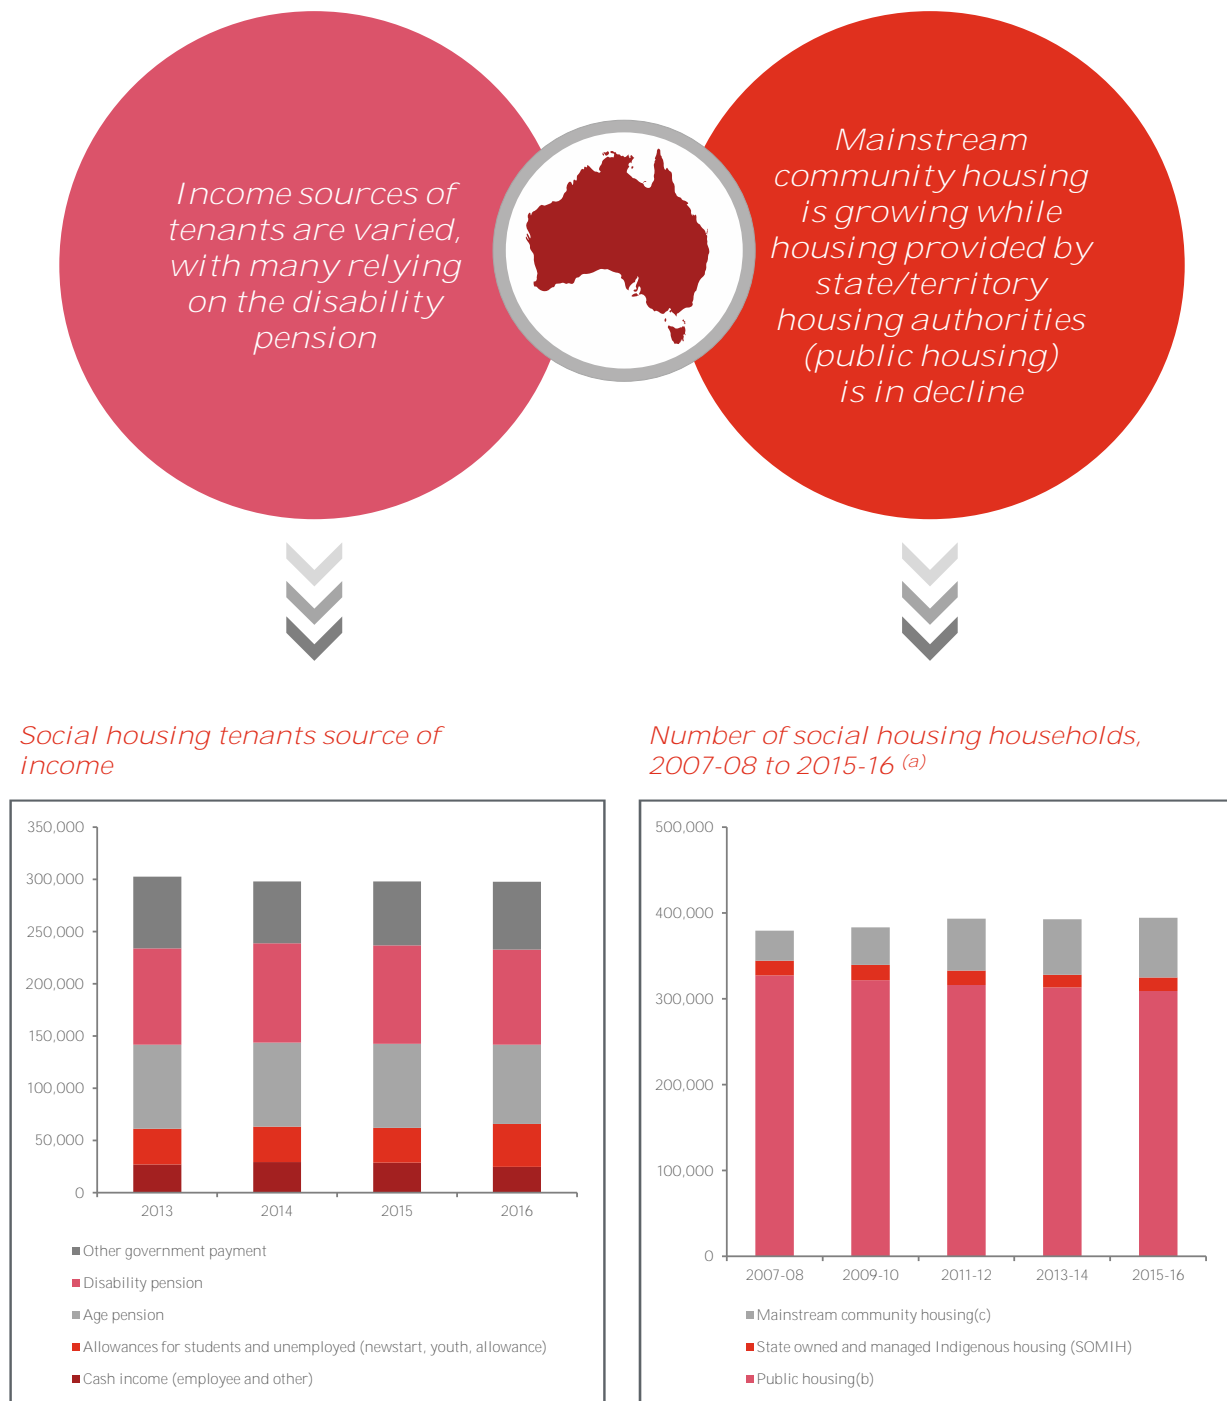 Income sources of
tenants are varied,
with many relying
on the disability
pension
Mainstream
community housing
is growing while
housing provided by
state/territory
housing authorities
(public housing)
is in decline
Social housing tenants source of
income
350,000
300,000
250,000
200,000
150,000
100,000
50,000
0
2013
2014
2015
2016
Other government payment
Disability pension
Age pension
Allowances for students and unemployed (newstart, youth, allowance)
Cash income (employee and other)
Number of social housing households,
2007-08 to 2015-16 (a)
500,000
400,000
300,000
200,000
100,000
0
2007-08
2009-10
2011-12
2013-14
2015-16
Mainstream community housing(c)
State owned and managed Indigenous housing (SOMIH)
Public housing(b)